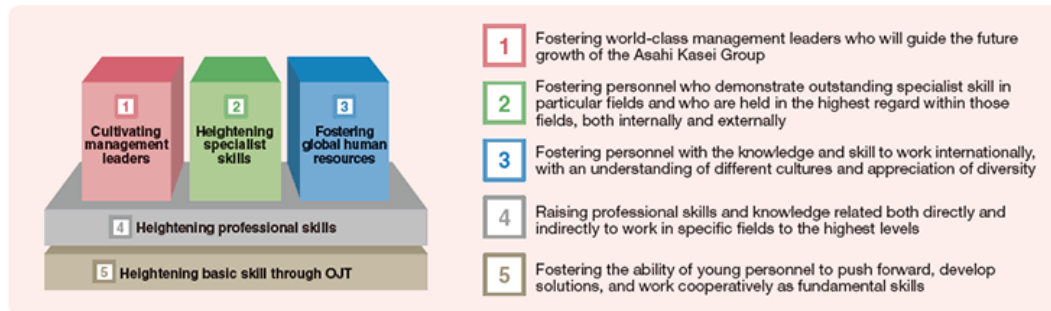 1
Cultivating
management
leaders
2
Heightening
specialist
skills
3
Fostering
global human
resources
4 Heightening professional skills
5 Heightening basic skill through OJT
1 Fostering world-class management leaders who will guide the future
growth of the Asahi Kasei Group
2 Fostering personnel who demonstrate outstanding specialist skill in
particular fields and who are held in the highest regard within those
fields, both internally and externally
3 Fostering personnel with the knowledge and skill to work internationally,
with an understanding of different cultures and appreciation of diversity
4 Raising professional skills and knowledge related both directly and
indirectly to work in specific fields to the highest levels
5 Fostering the ability of young personnel to push forward, develop
solutions, and work cooperatively as fundamental skills